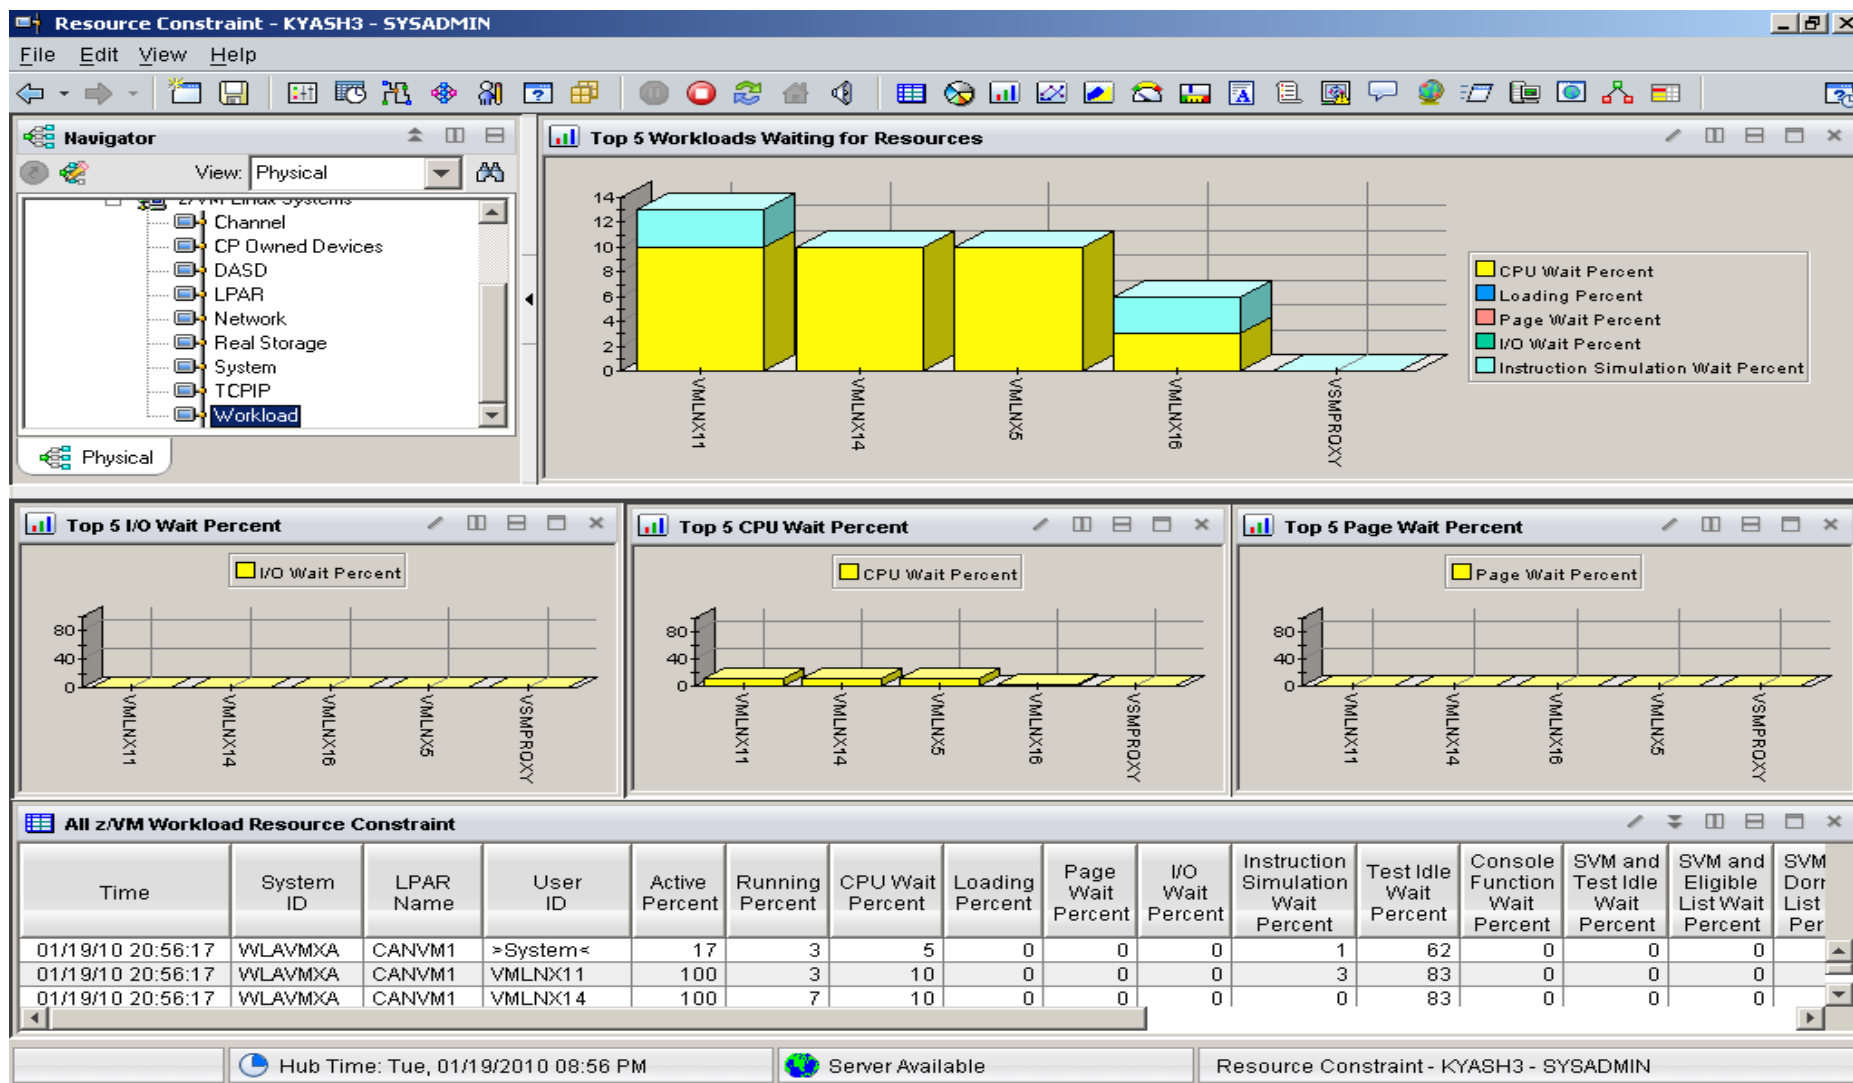 Resource Constraint - KYASH3 - SYSADMIN
File Edit View Help
Navigator
View: Physical
z/VM Linux Systems
Channel
CP Owned Devices
DASD
LPAR
Network
Real Storage
System
TCPIP
Workload
Physical
Top 5 Workloads Waiting for Resources
14
12
10
8
6
4
2
0
VMLNX11
VMLNX14
VMLNX5
VMLNX16
VSMPROXY
CPU Wait Percent
Loading Percent
Page Wait Percent
I/O Wait Percent
Instruction Simulation Wait Percent
Top 5 I/O Wait Percent
I/O Wait Percent
80
40
0
VMLNX11
VMLNX14
VMLNX16
VMLNX5
VSMPROXY
Top 5 CPU Wait Percent
CPU Wait Percent
80
40
0
VMLNX11
VMLNX14
VMLNX5
VMLNX16
VSMPROXY
Top 5 Page Wait Percent
Page Wait Percent
80
40
0
VMLNX11
VMLNX14
VMLNX16
VMLNX5
VSMPROXY
All z/VM Workload Resource Constraint
Time
System ID
LPAR Name
User ID
Active Percent
Running Percent
CPU Wait Percent
Loading Percent
Page Wait Percent
I/O Wait Percent
Instruction Simulation Wait Percent
Test Idle Wait Percent
Console Function Wait Percent
SVM and Test Idle Wait Percent
SVM and Eligible List Wait Percent
SVM List Per
01/19/10 20:56:17 WLAVMXA CANVM1 >System< 17 3 5 0 0 0 1 62 0 0 0
01/19/10 20:56:17 WLAVMXA CANVM1 VMLNX11 100 3 10 0 0 0 3 83 0 0 0
01/19/10 20:56:17 WLAVMXA CANVM1 VMLNX14 100 7 10 0 0 0 0 83 0 0 0
Hub Time: Tue, 01/19/2010 08:56 PM
Server Available
Resource Constraint - KYASH3 - SYSADMIN